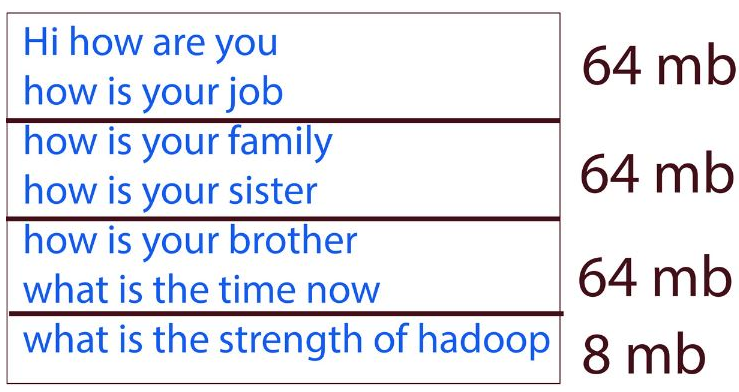 Hi how are you
how is your job
64 mb
how is your family
how is your sister
64 mb
how is your brother
what is the time now
64 mb
what is the strength of hadoop
8 mb